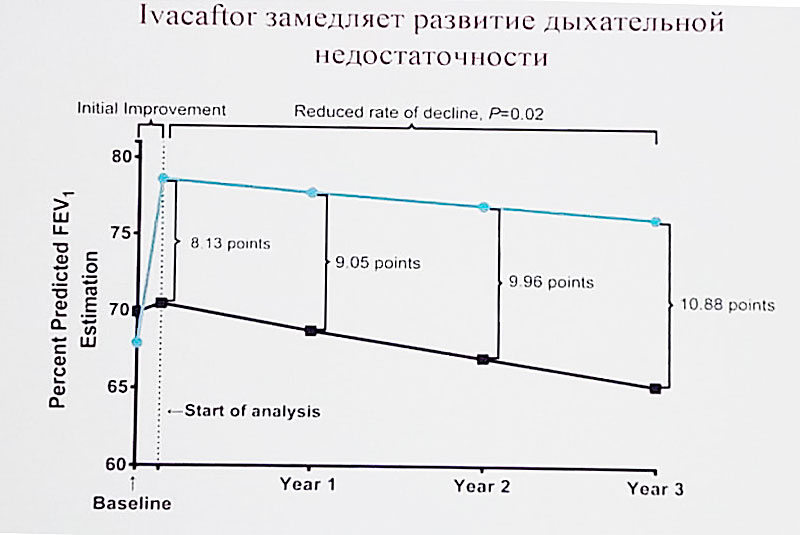 Ivacaftor замедляет развитие дыхательной
недостаточности
Initial Improvement
Reduced rate of decline, P=0.02
Percent Predicted FEV1
Estimation
80
75
70
65
60
8.13 points
9.05 points
9.96 points
10.88 points
←Start of analysis
↑
Baseline
Year 1
Year 2
Year 3